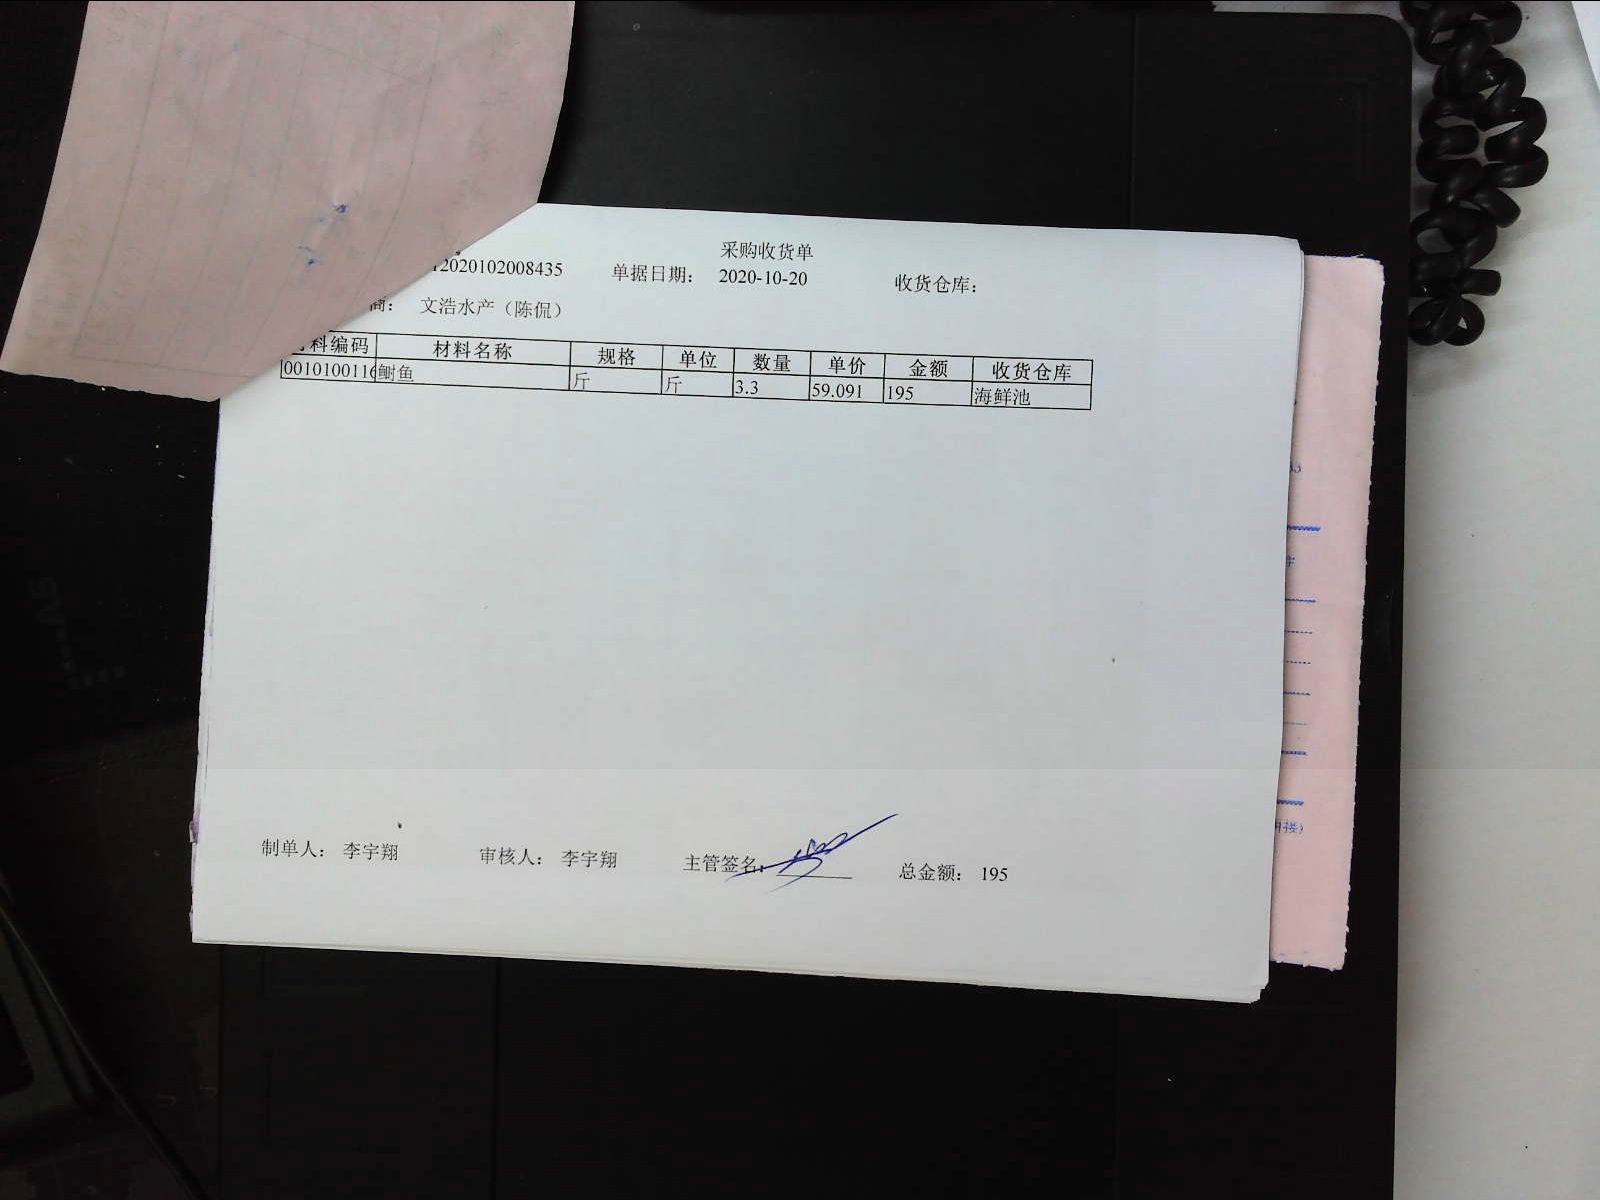 采购收货单
12020102008435 单据日期: 2020-10-20 收货仓库:
商: 文浩水产（陈侃）
料编码 材料名称 规格 单位 数量 单价 金额 收货仓库
0010100116 鲥鱼 斤 斤 3.3 59.091 195 海鲜池
制单人: 李宇翔 审核人: 李宇翔 主管签名: 总金额: 195